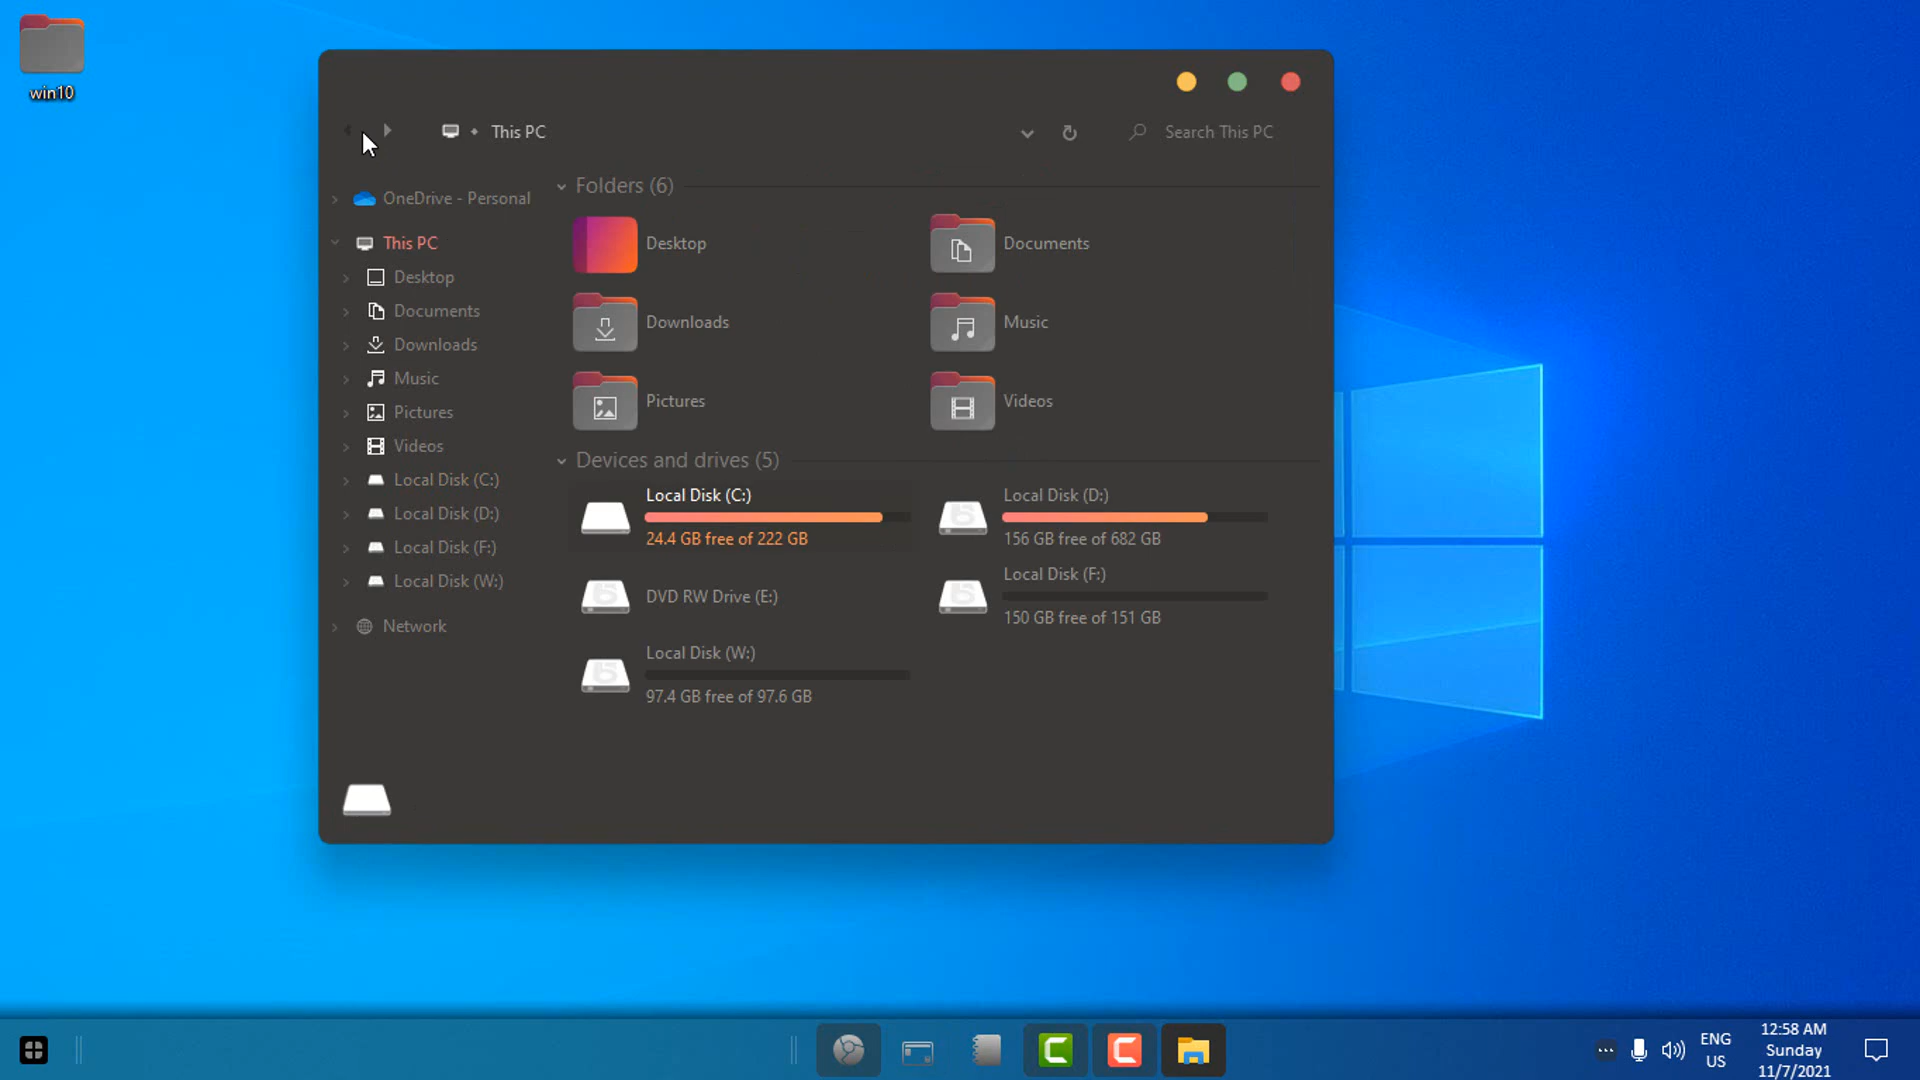 win10
This PC
Search This PC
OneDrive - Personal
This PC
Desktop
Documents
Downloads
Music
Pictures
Videos
Local Disk (C:)
Local Disk (D:)
Local Disk (F:)
Local Disk (W:)
Network
Folders (6)
Desktop
Documents
Downloads
Music
Pictures
Videos
Devices and drives (5)
Local Disk (C:)
24.4 GB free of 222 GB
Local Disk (D:)
156 GB free of 682 GB
DVD RW Drive (E:)
Local Disk (F:)
150 GB free of 151 GB
Local Disk (W:)
97.4 GB free of 97.6 GB
ENG
US
12:58 AM
Sunday
11/7/2021